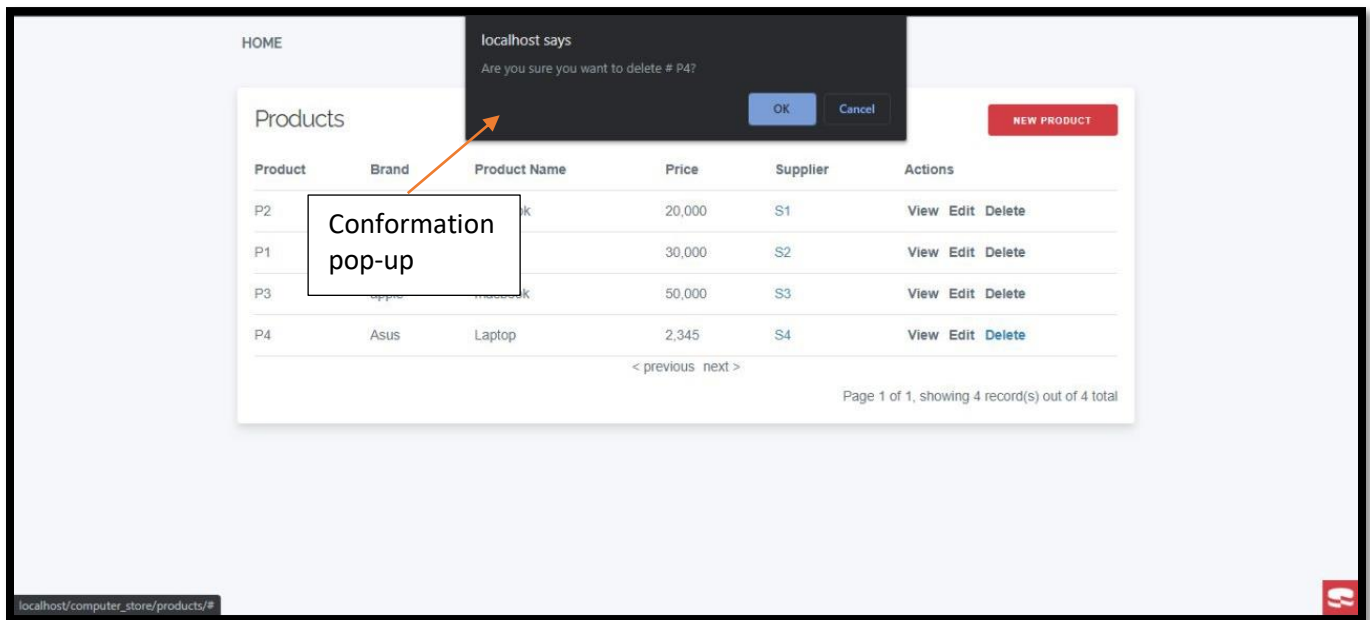 HOME
localhost says
Are you sure you want to delete # P4?
OK Cancel
Products
NEW PRODUCT
Product Brand Product Name Price Supplier Actions
P2 20,000 S1 View Edit Delete
Conformation
pop-up
P1 30,000 S2 View Edit Delete
P3 apple macbook 50,000 S3 View Edit Delete
P4 Asus Laptop 2,345 S4 View Edit Delete
< previous next >
Page 1 of 1, showing 4 record(s) out of 4 total
localhost/computer_store/products/#